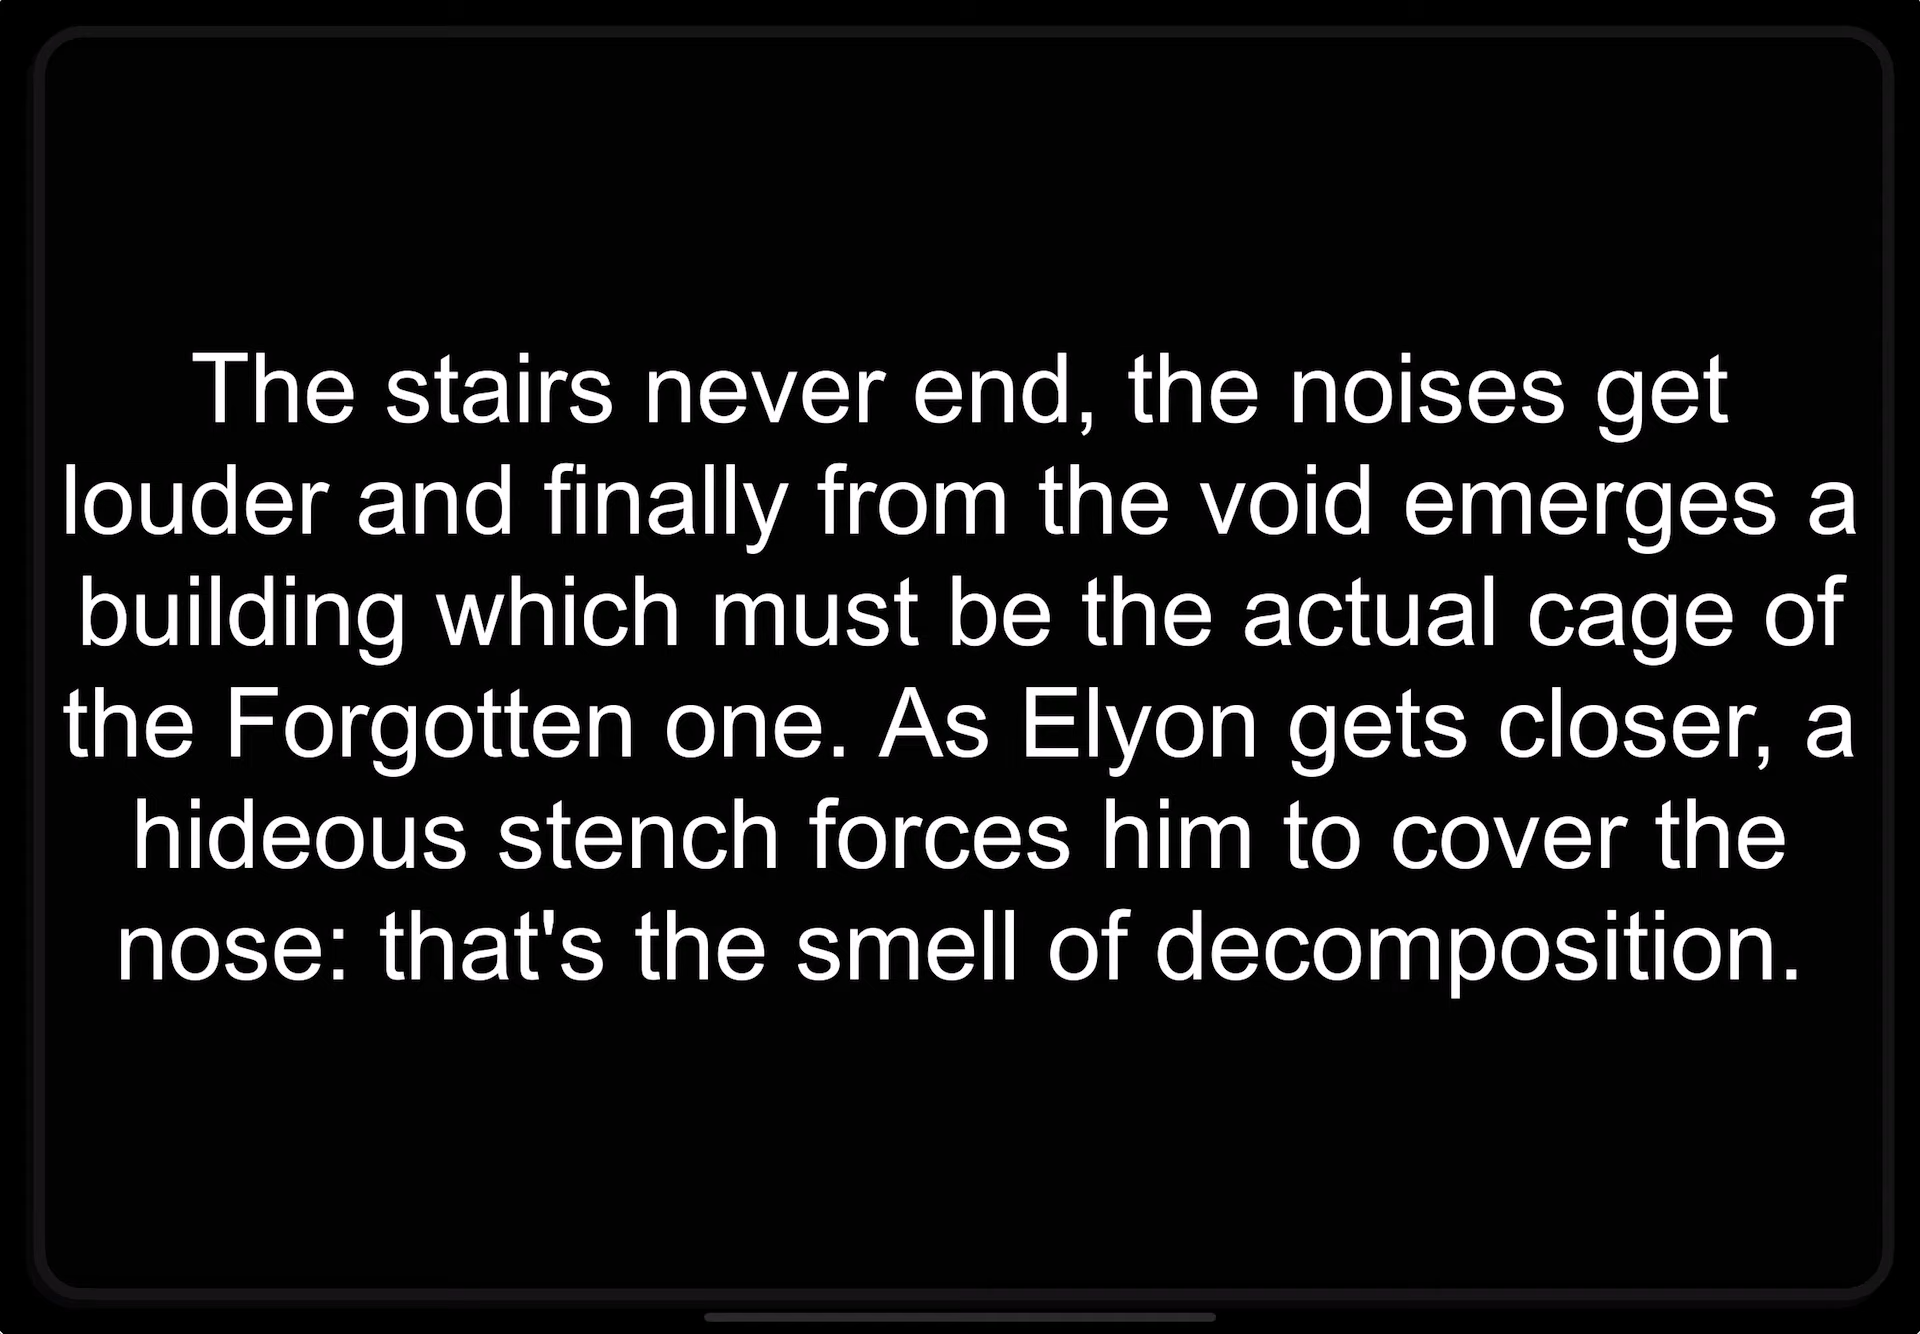 The stairs never end, the noises get
louder and finally from the void emerges a
building which must be the actual cage of
the Forgotten one. As Elyon gets closer, a
hideous stench forces him to cover the
nose: that's the smell of decomposition.